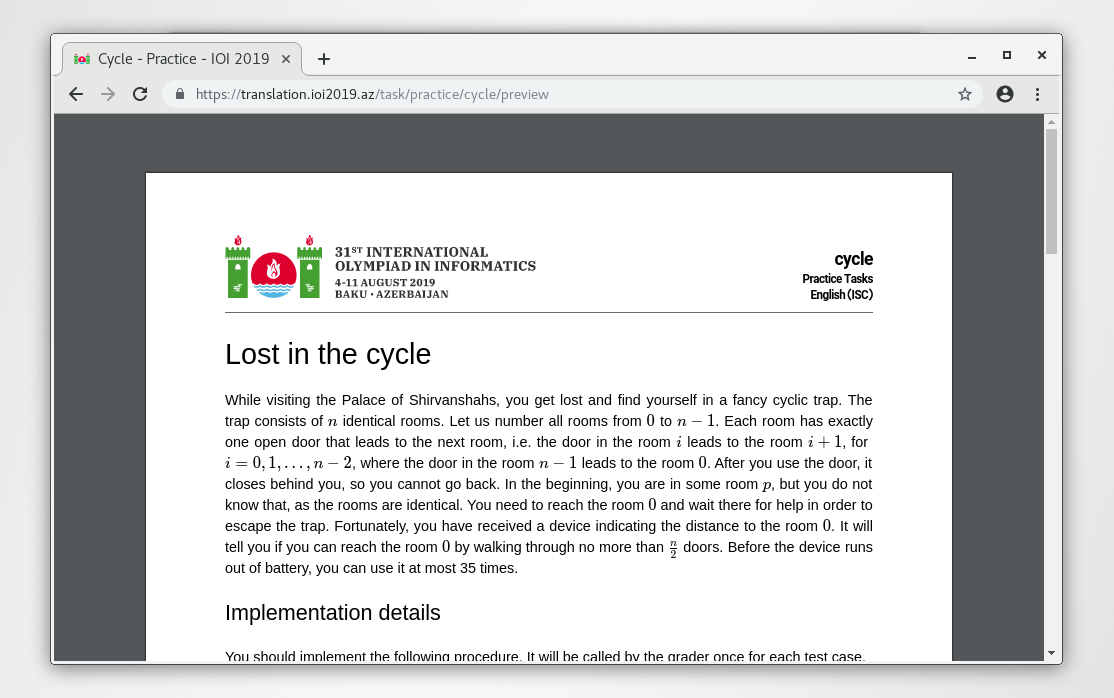 Cycle - Practice - IOI 2019
https://translation.ioi2019.az/task/practice/cycle/preview
31ST INTERNATIONAL
OLYMPIAD IN INFORMATICS
4-11 AUGUST 2019
BAKU • AZERBAIJAN
cycle
Practice Tasks
English (ISC)
Lost in the cycle
While visiting the Palace of Shirvanshahs, you get lost and find yourself in a fancy cyclic trap. The
trap consists of n identical rooms. Let us number all rooms from 0 to n − 1. Each room has exactly
one open door that leads to the next room, i.e. the door in the room i leads to the room i + 1, for
i = 0, 1, . . . , n − 2, where the door in the room n − 1 leads to the room 0. After you use the door, it
closes behind you, so you cannot go back. In the beginning, you are in some room p, but you do not
know that, as the rooms are identical. You need to reach the room 0 and wait there for help in order to
escape the trap. Fortunately, you have received a device indicating the distance to the room 0. It will
tell you if you can reach the room 0 by walking through no more than n/2 doors. Before the device runs
out of battery, you can use it at most 35 times.
Implementation details
You should implement the following procedure. It will be called by the grader once for each test case.